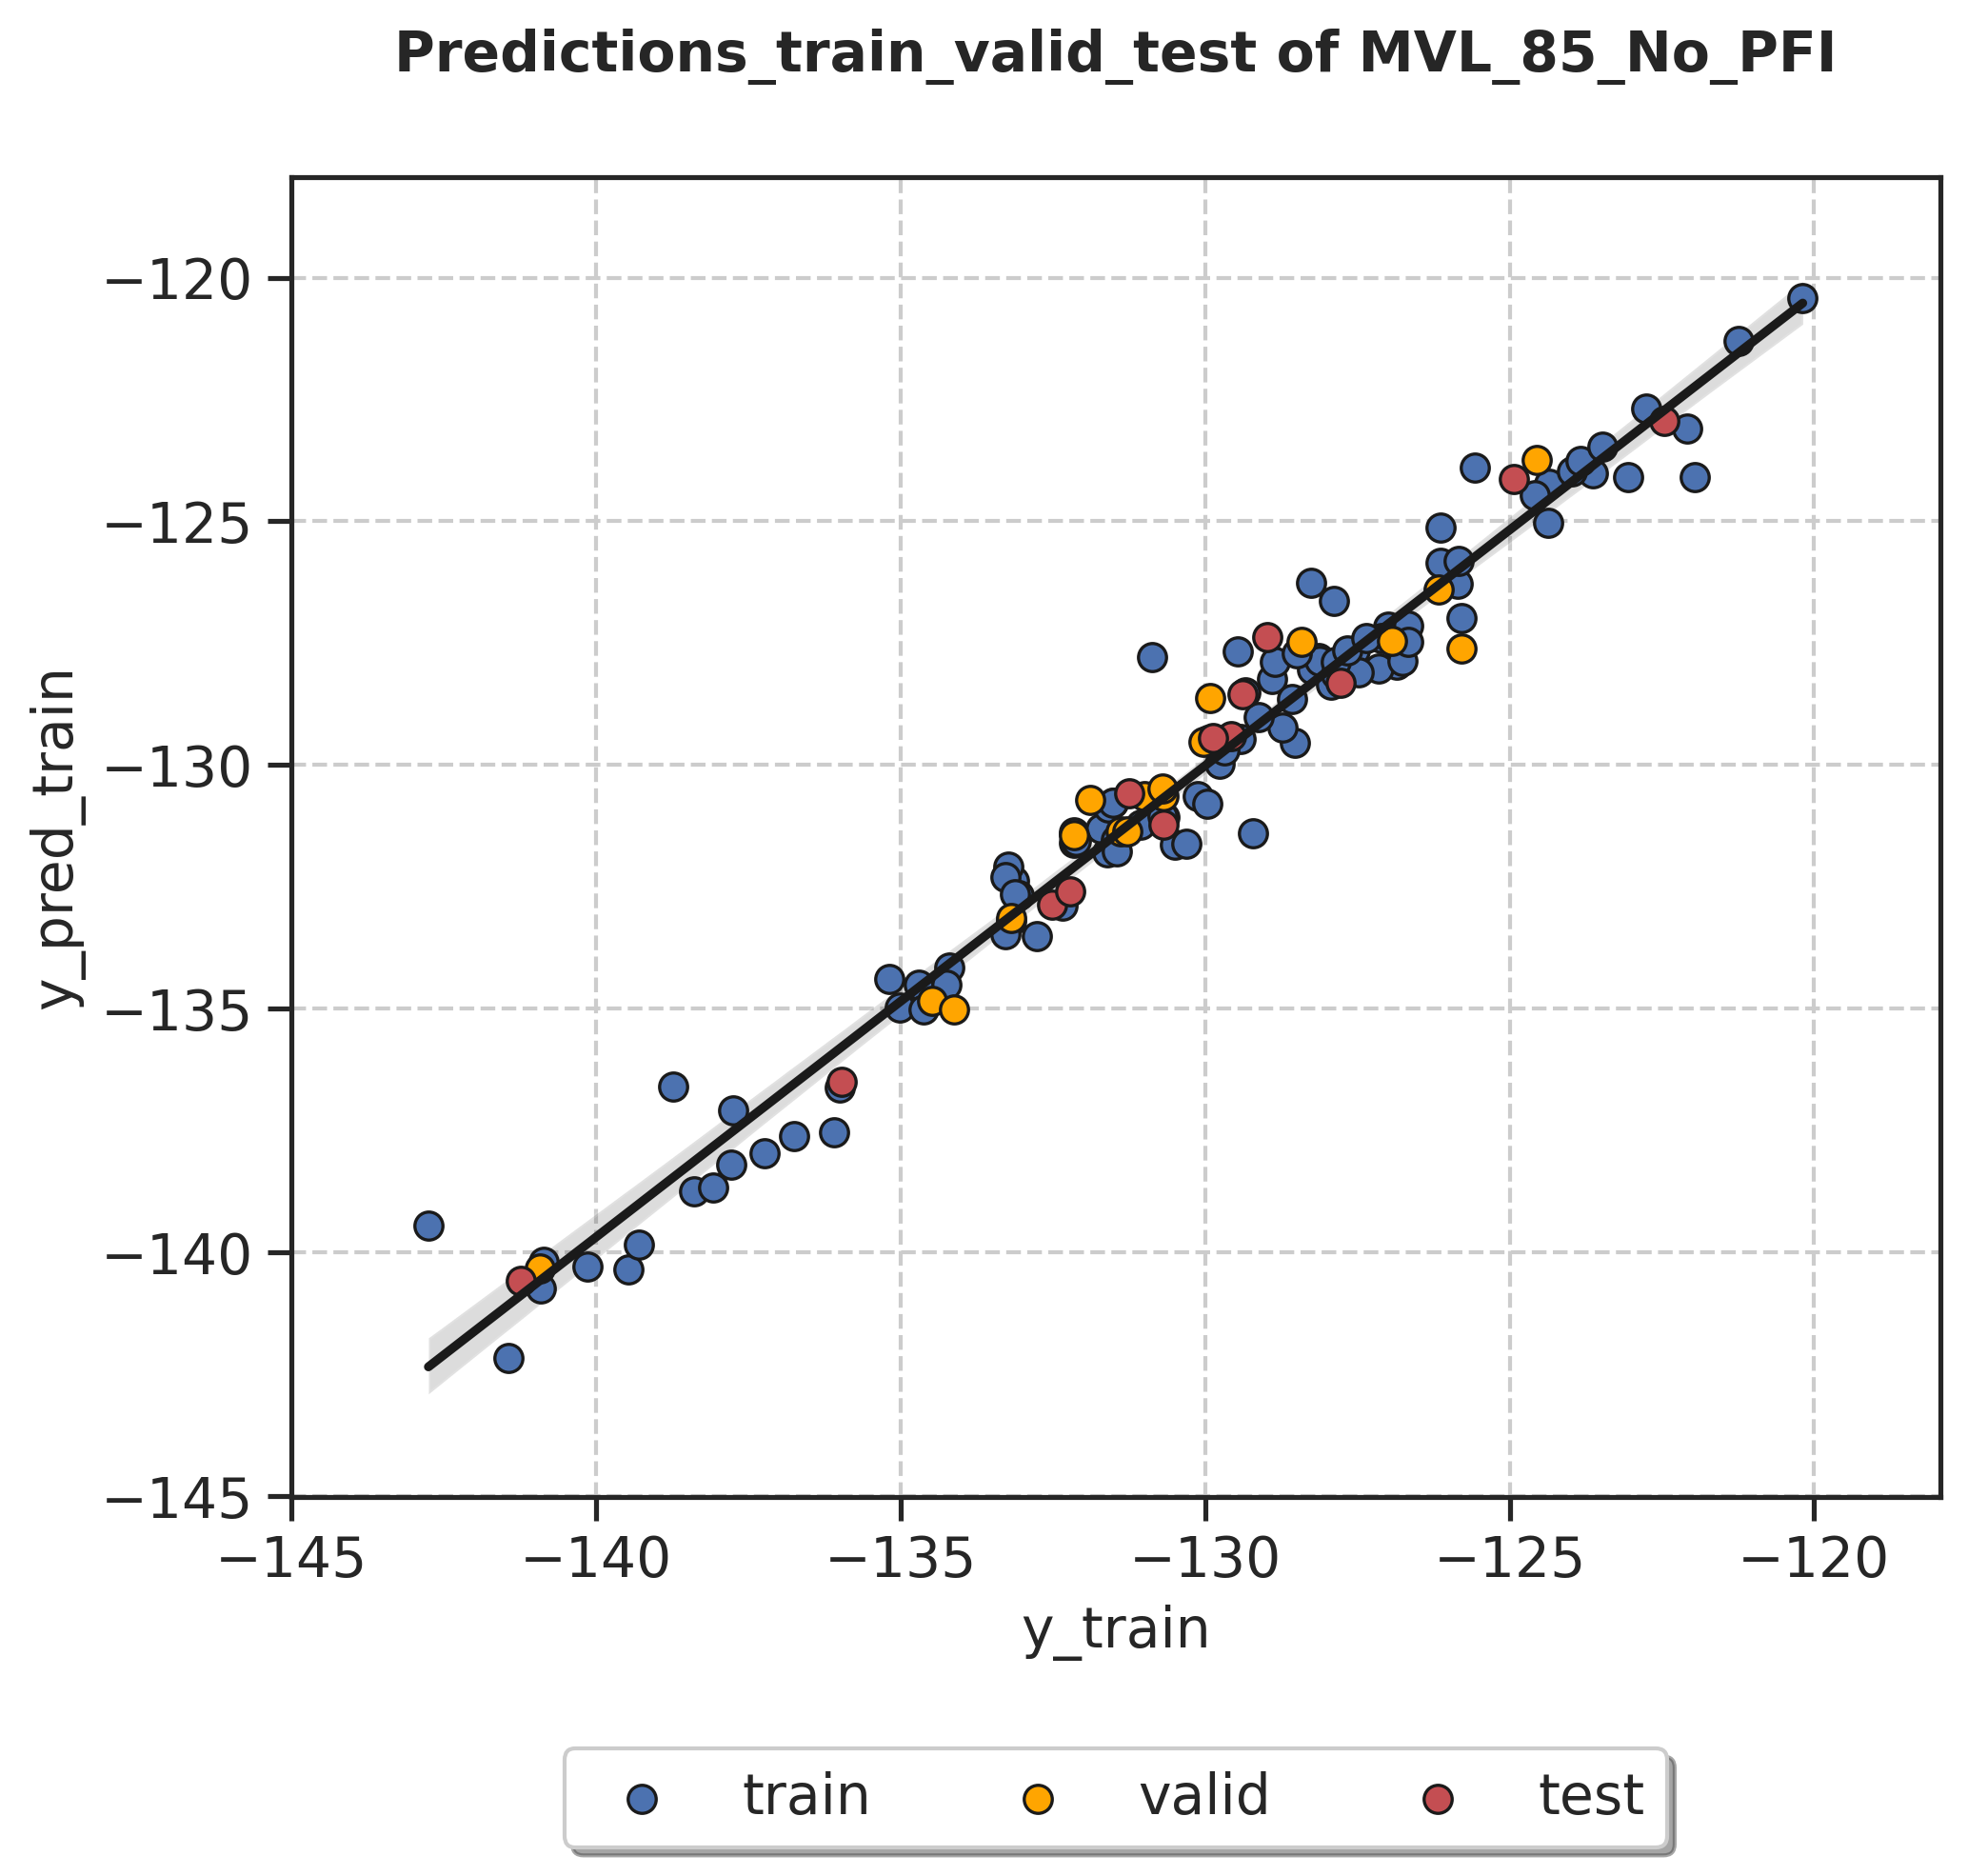 Predictions_train_valid_test of MVL_85_No_PFI
−120
−125
−130
−135
−140
−145
y_pred_train
−145 −140 −135 −130 −125 −120
y_train
train valid test